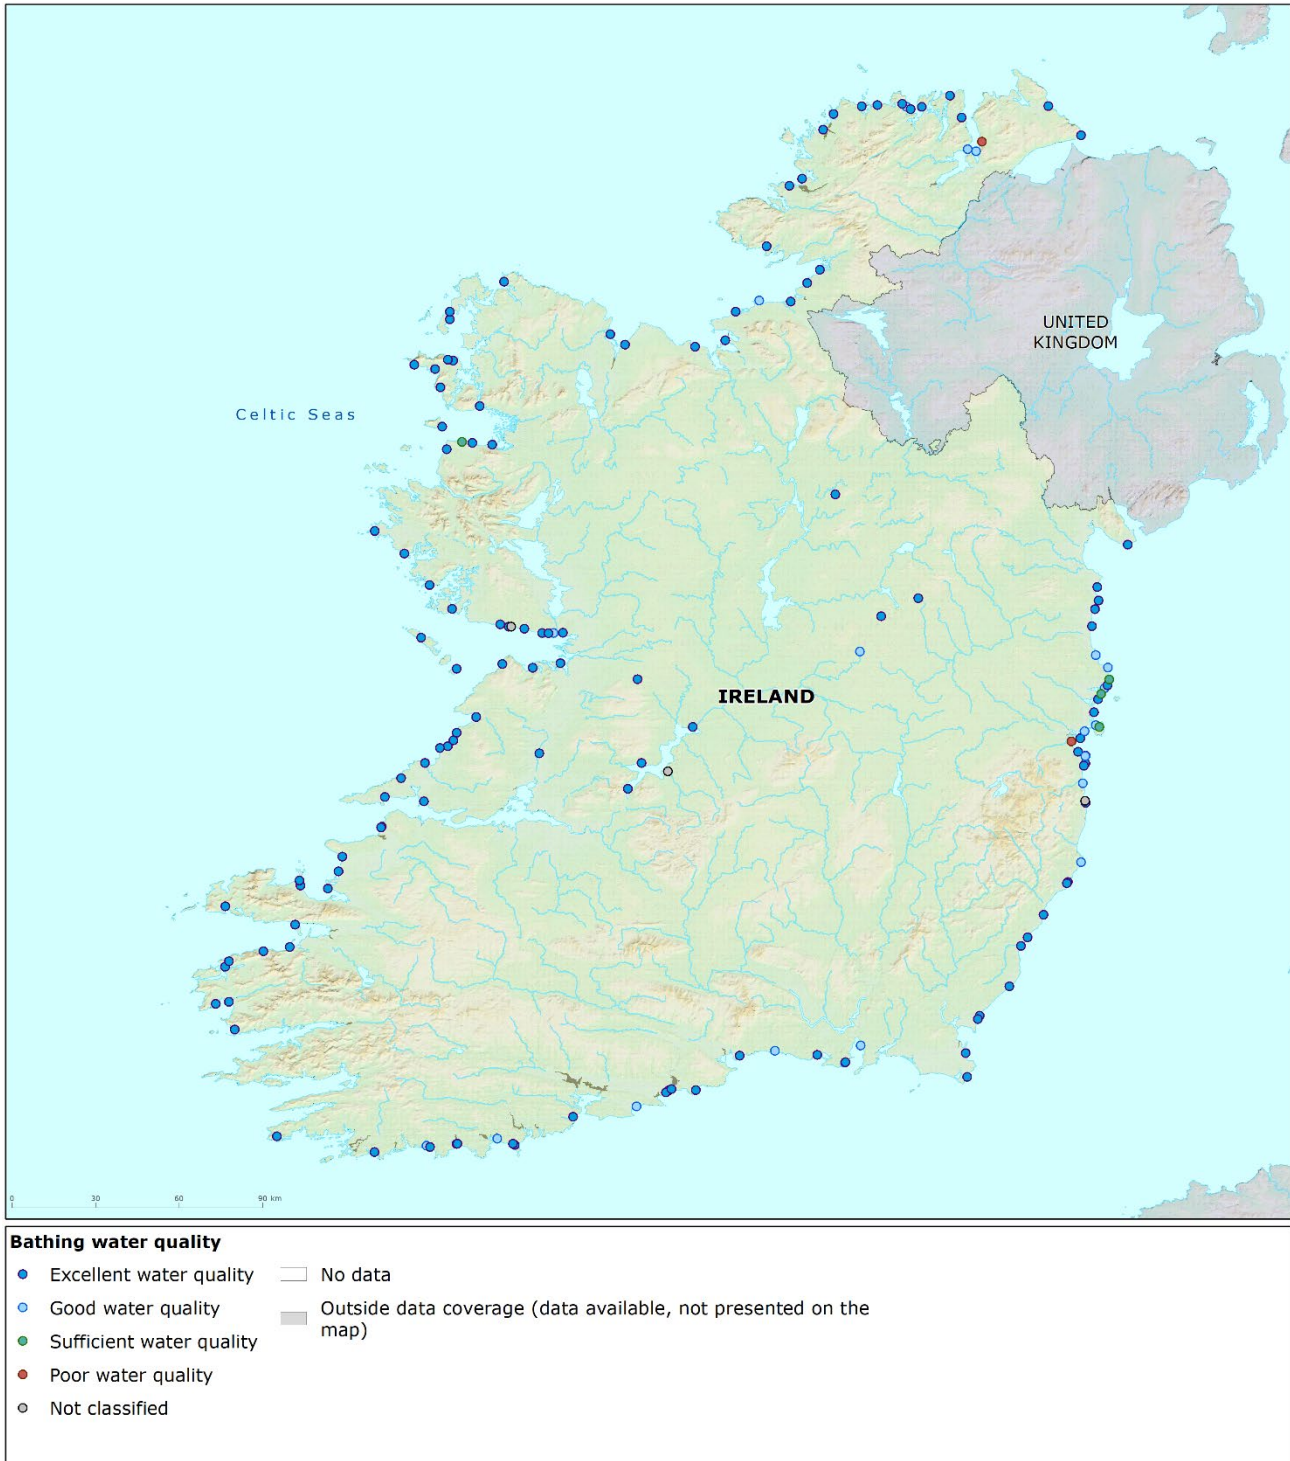 UNITED
KINGDOM
Celtic Seas
IRELAND
0 30 60 90 km
Bathing water quality
Excellent water quality
No data
Good water quality
Outside data coverage (data available, not presented on the
map)
Sufficient water quality
Poor water quality
Not classified